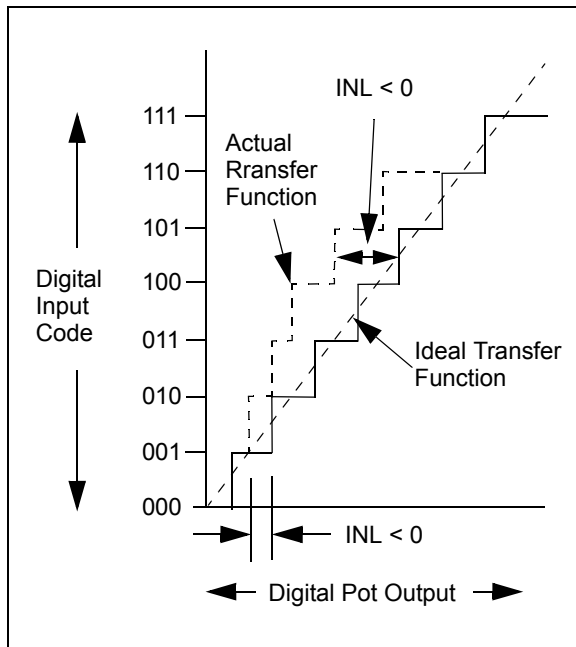 INL < 0
111
Actual
Rransfer
Function
110
101
100
Digital
Input
Code
011
Ideal Transfer
Function
010
001
000
INL < 0
Digital Pot Output